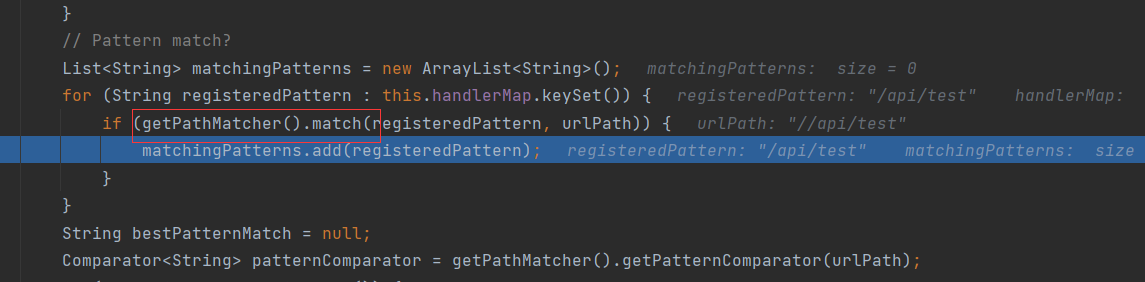 }
// Pattern match?
List<String> matchingPatterns = new ArrayList<String>(); matchingPatterns: size = 0
for (String registeredPattern : this.handlerMap.keySet()) { registeredPattern: "/api/test" handlerMap:
if (getPathMatcher().match(registeredPattern, urlPath)) { urlPath: "//api/test"
matchingPatterns.add(registeredPattern); registeredPattern: "/api/test" matchingPatterns: size
}
}
String bestPatternMatch = null;
Comparator<String> patternComparator = getPathMatcher().getPatternComparator(urlPath);